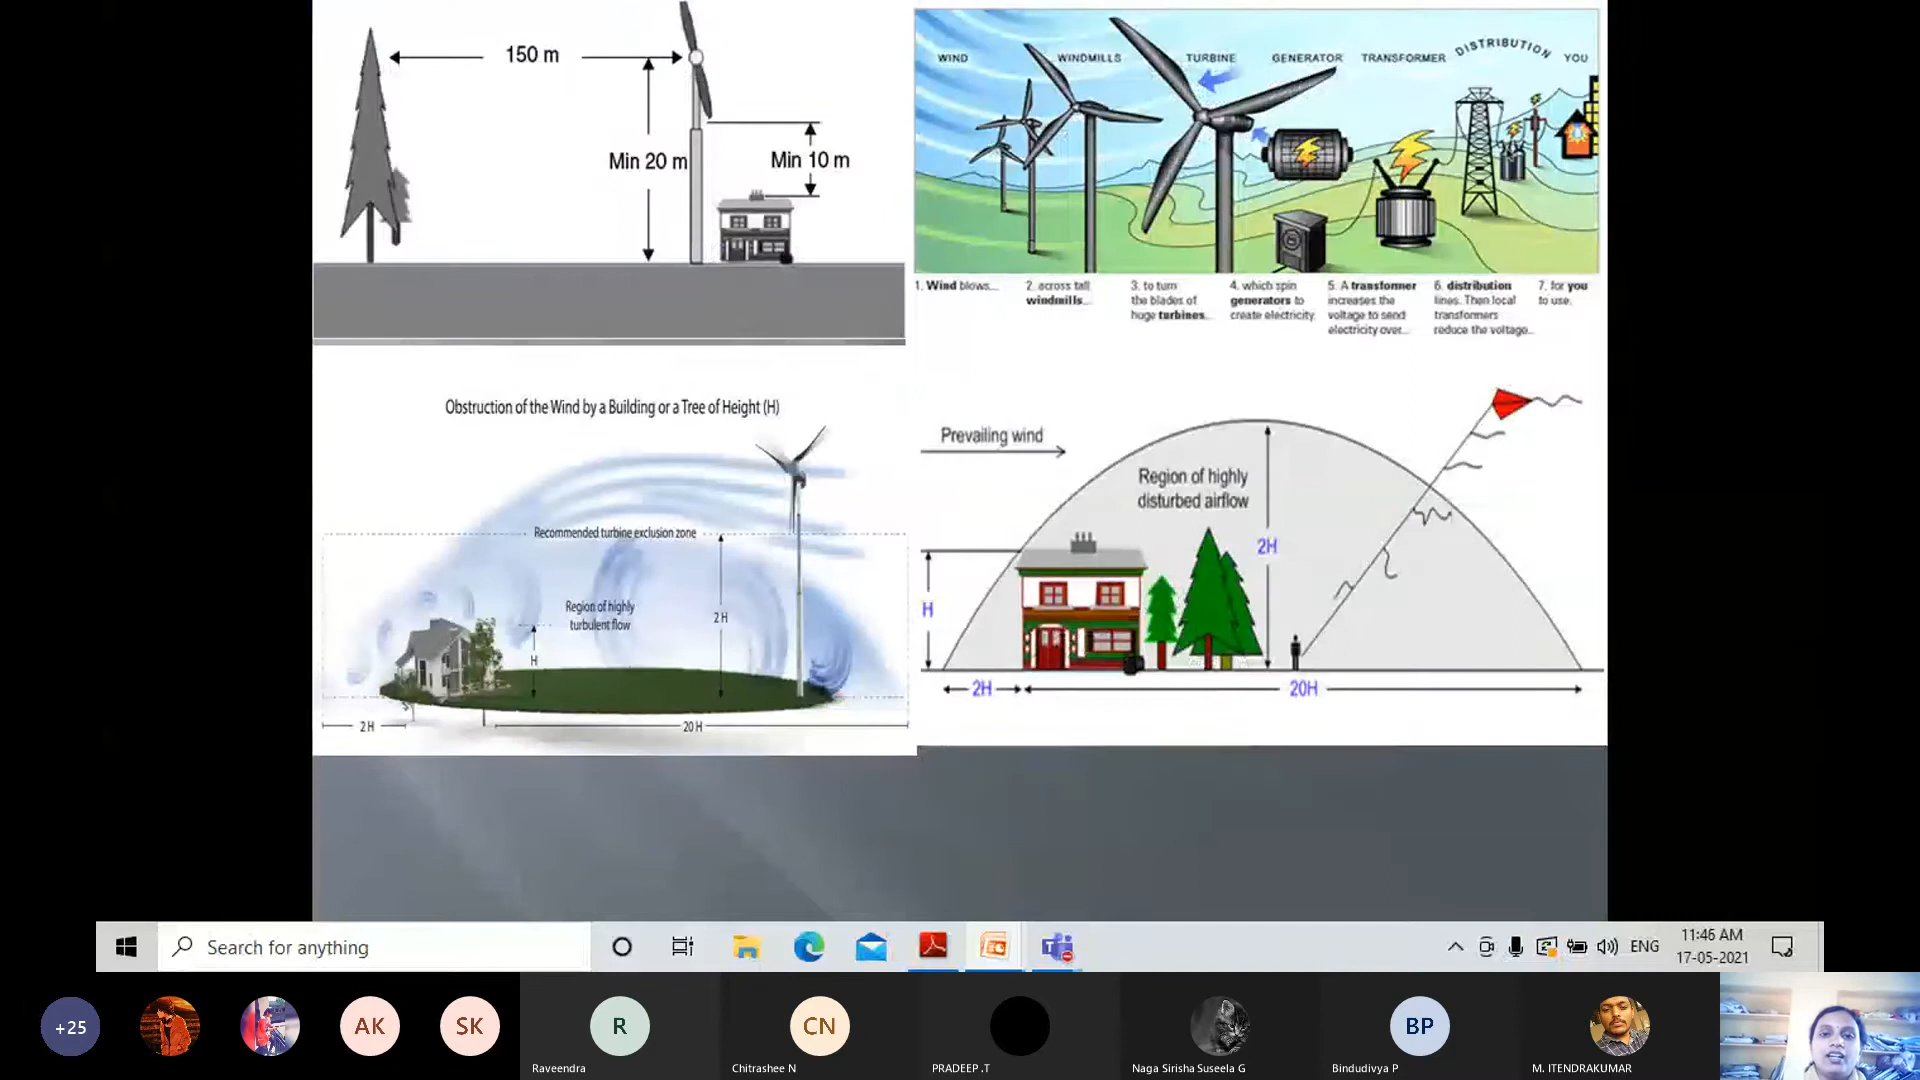 150 m
Min 20 m
Min 10 m
WIND
WINDMILLS
TURBINE
GENERATOR
TRANSFORMER
DISTRIBUTION
YOU
1. Wind blows...
2. across tall
windmills...
3. to turn
the blades of
huge turbines...
4. which spin
generators to
create electricity.
5. A transformer
increases the
voltage to send
electricity over...
6. distribution
lines. Then local
transformers
reduce the voltage...
7. for you
to use.
Obstruction of the Wind by a Building or a Tree of Height (H)
Recommended turbine exclusion zone
Region of highly
turbulent flow
2 H
H
2 H
20 H
Prevailing wind
Region of highly
disturbed airflow
2H
H
2H
20H
Search for anything
ENG
11:46 AM
17-05-2021
+25
AK
SK
R
CN
BP
Raveendra
Chitrashee N
PRADEEP .T
Naga Sirisha Suseela G
Bindudivya P
M. ITENDRAKUMAR